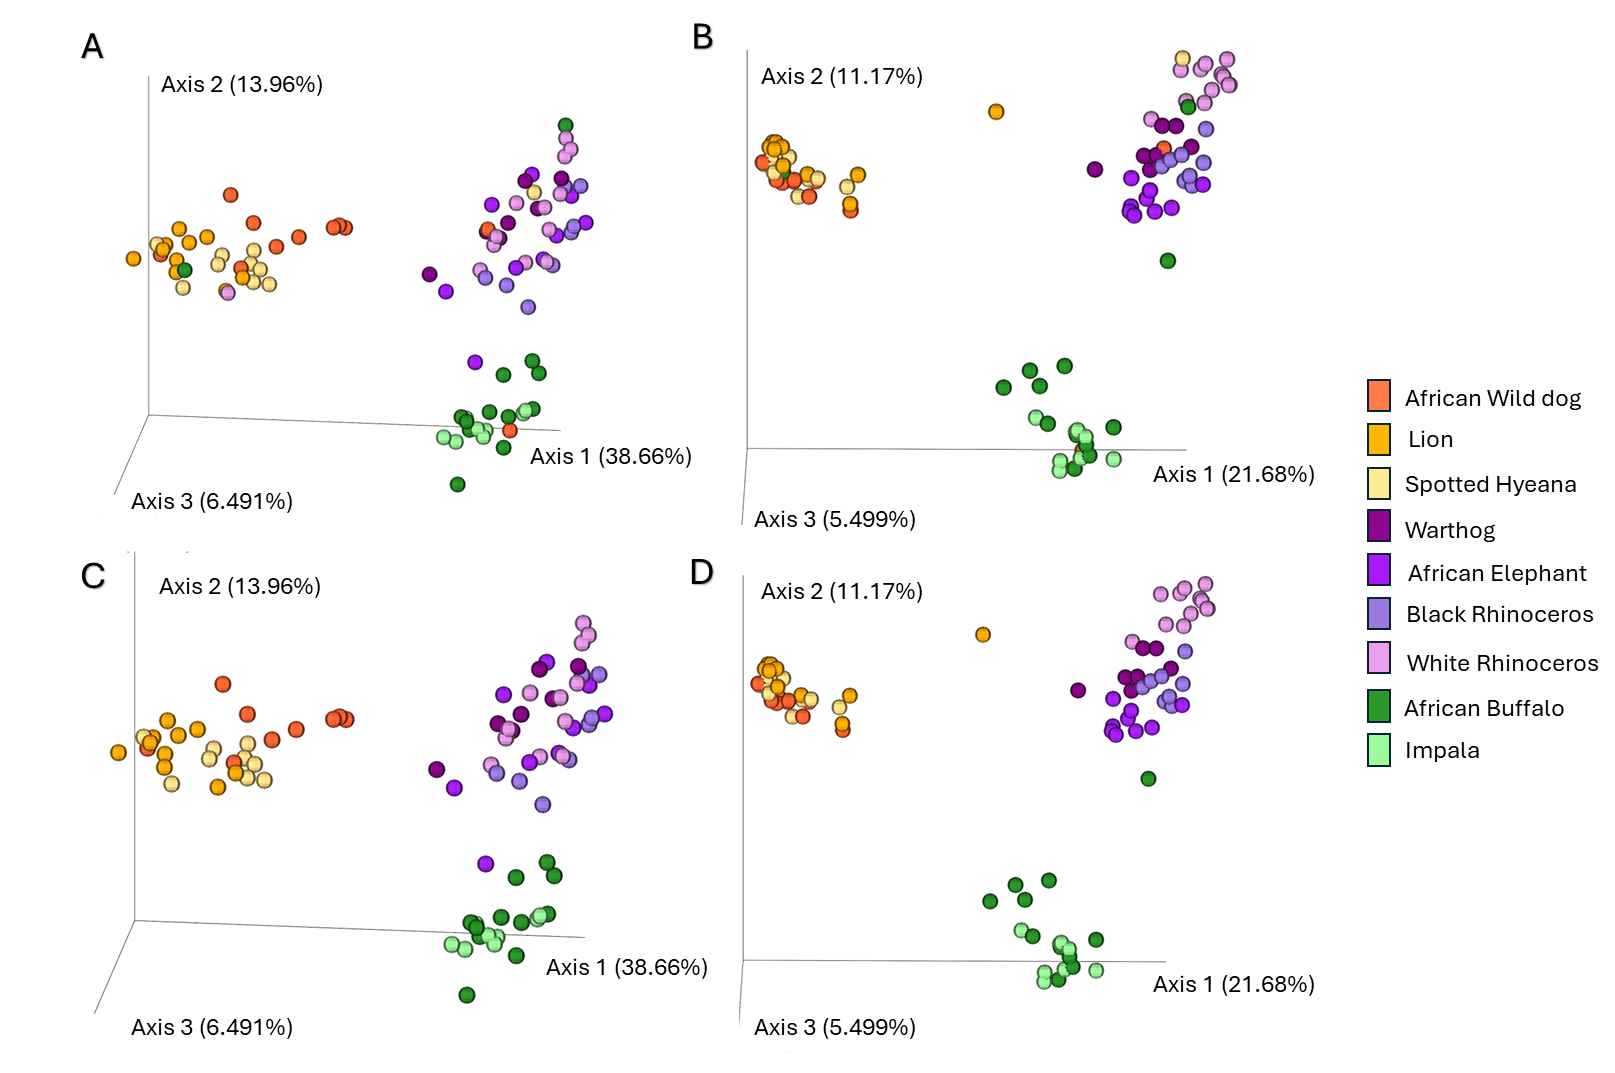 A
Axis 2 (13.96%)
Axis 1 (38.66%)
Axis 3 (6.491%)
B
Axis 2 (11.17%)
Axis 1 (21.68%)
Axis 3 (5.499%)
C
Axis 2 (13.96%)
Axis 1 (38.66%)
Axis 3 (6.491%)
D
Axis 2 (11.17%)
Axis 1 (21.68%)
Axis 3 (5.499%)
African Wild dog
Lion
Spotted Hyeana
Warthog
African Elephant
Black Rhinoceros
White Rhinoceros
African Buffalo
Impala